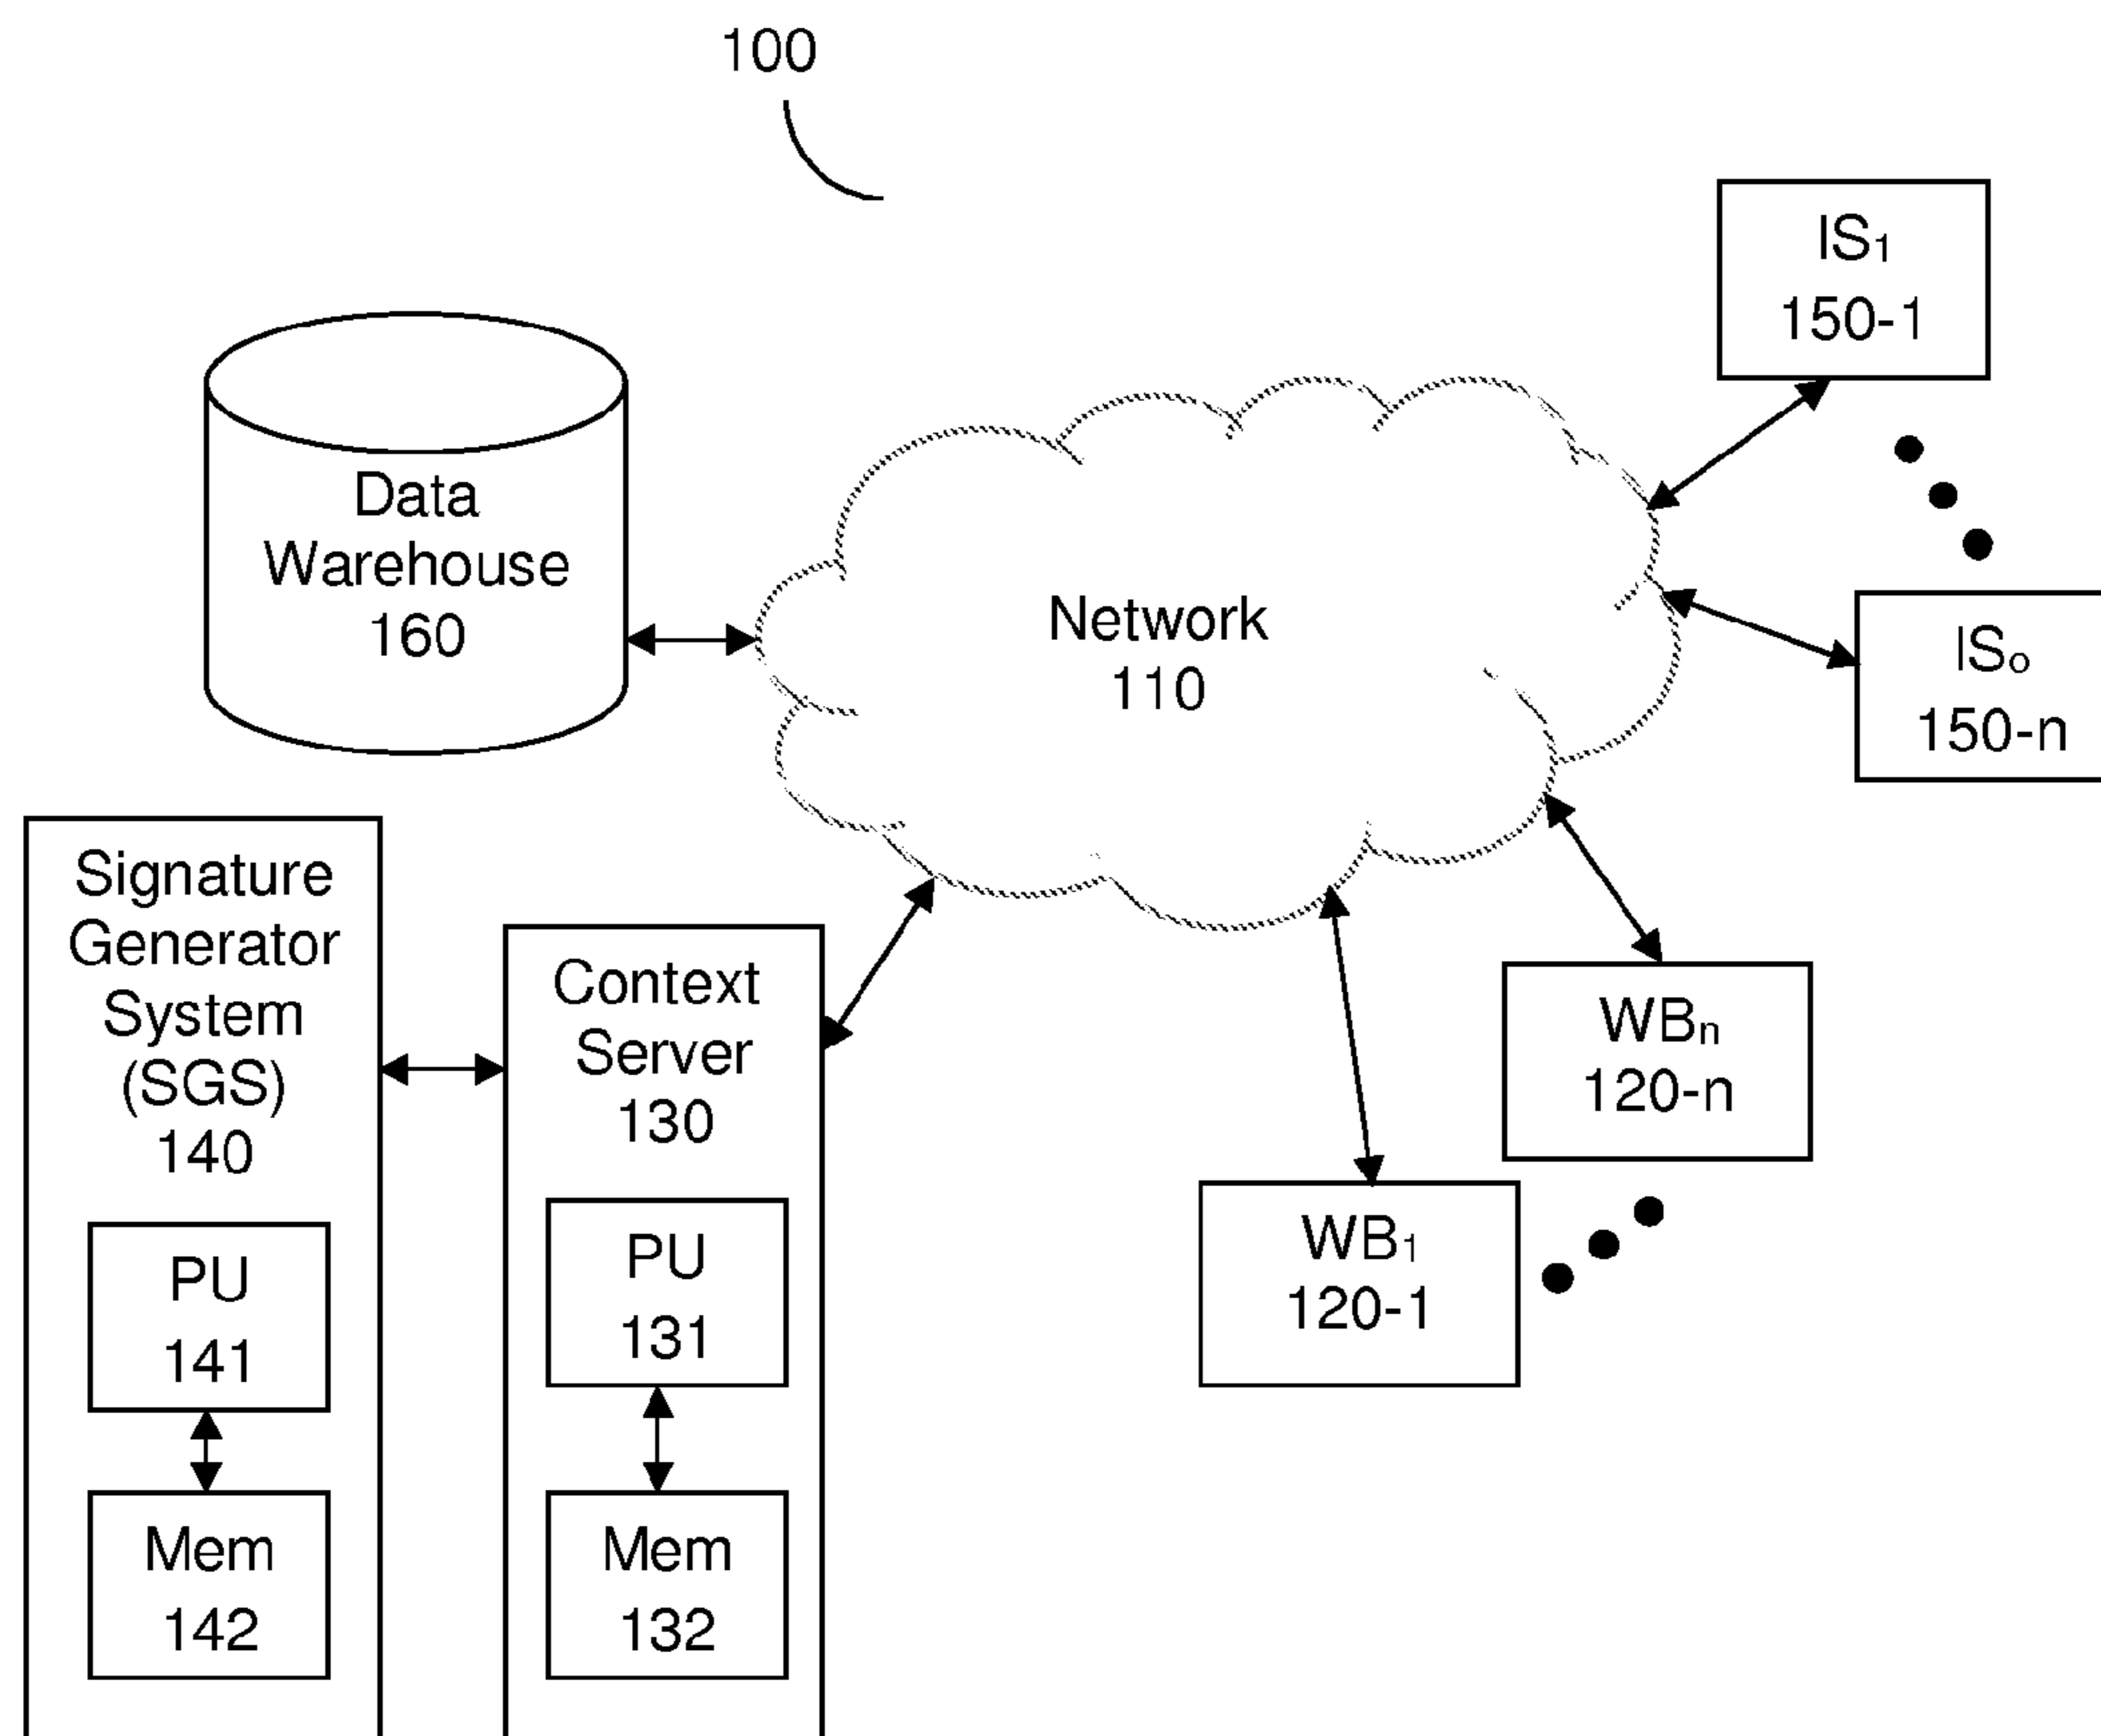 100
IS₁
150-1
Data
Warehouse
160
Network
110
ISₒ
150-n
Signature
Generator
System
(SGS)
140
PU
141
Mem
142
Context
Server
130
PU
131
Mem
132
WBₙ
120-n
WB₁
120-1